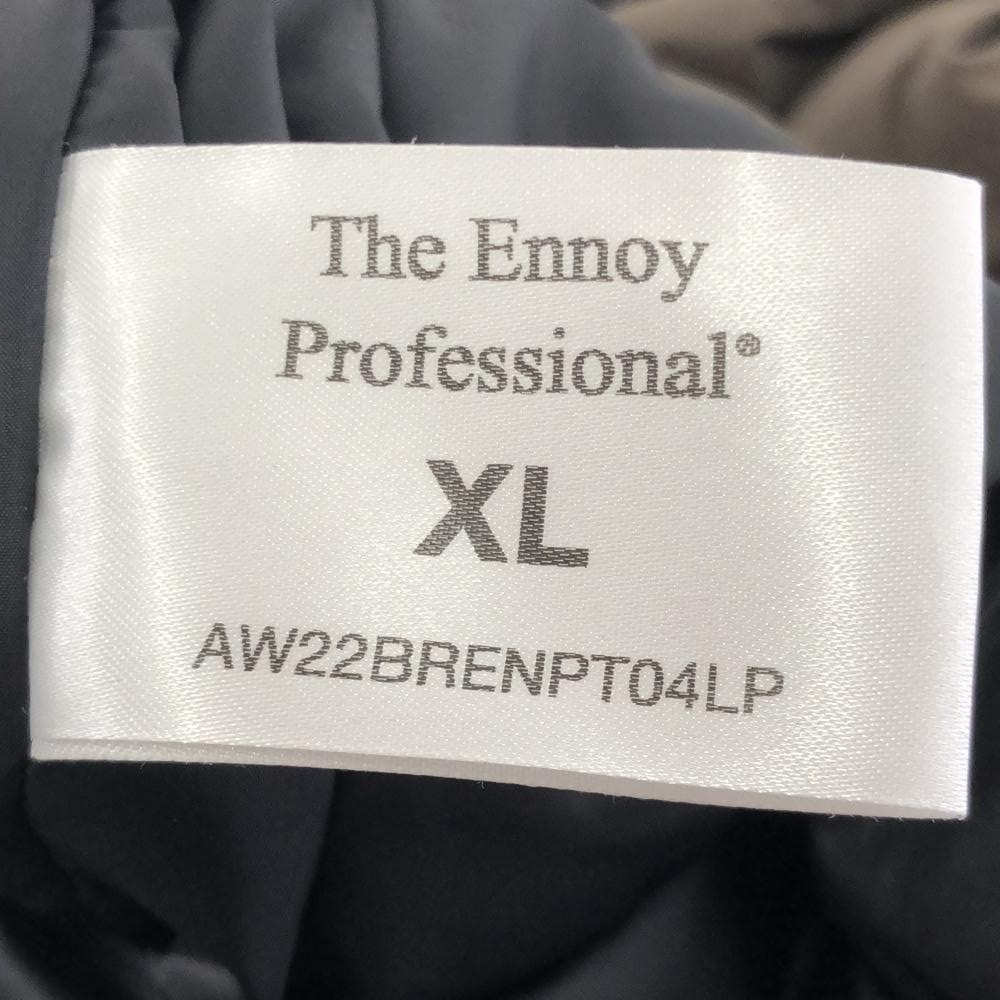 The Ennoy
Professional®
XL
AW22BRENPT04LP